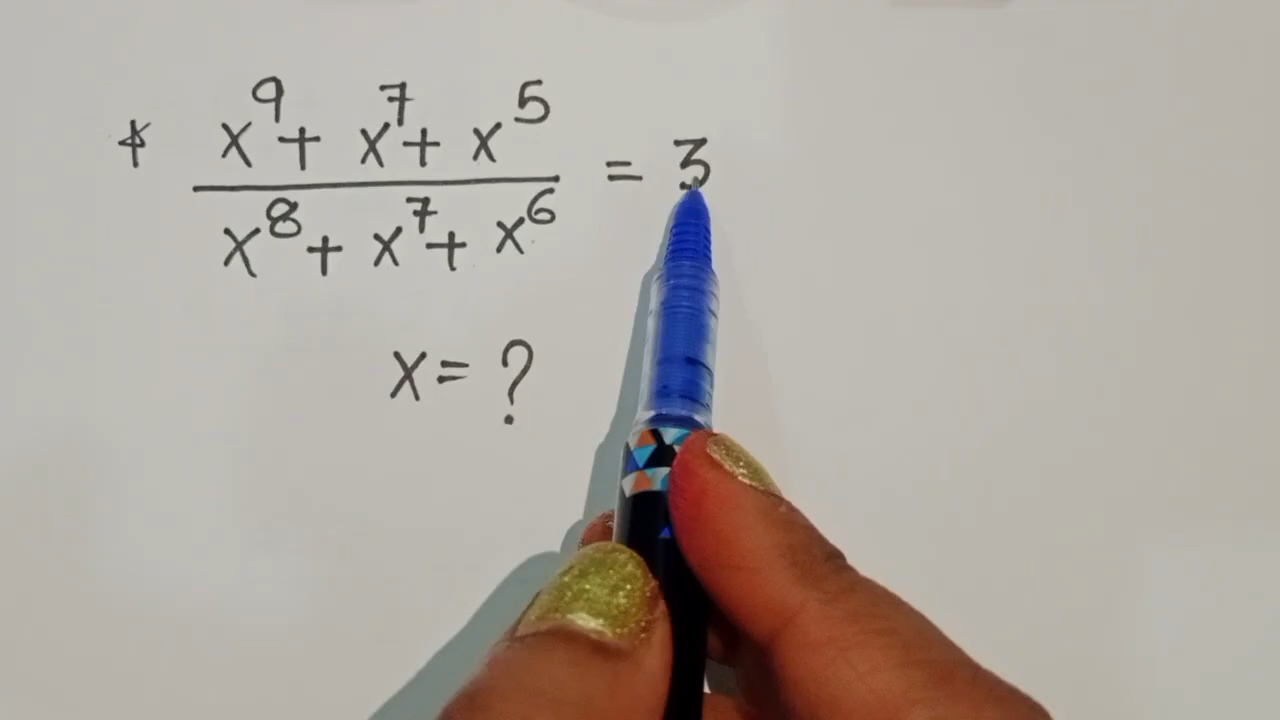 * x⁹ + x⁷ + x⁵ = 3
x⁸ + x⁷ + x⁶
x = ?